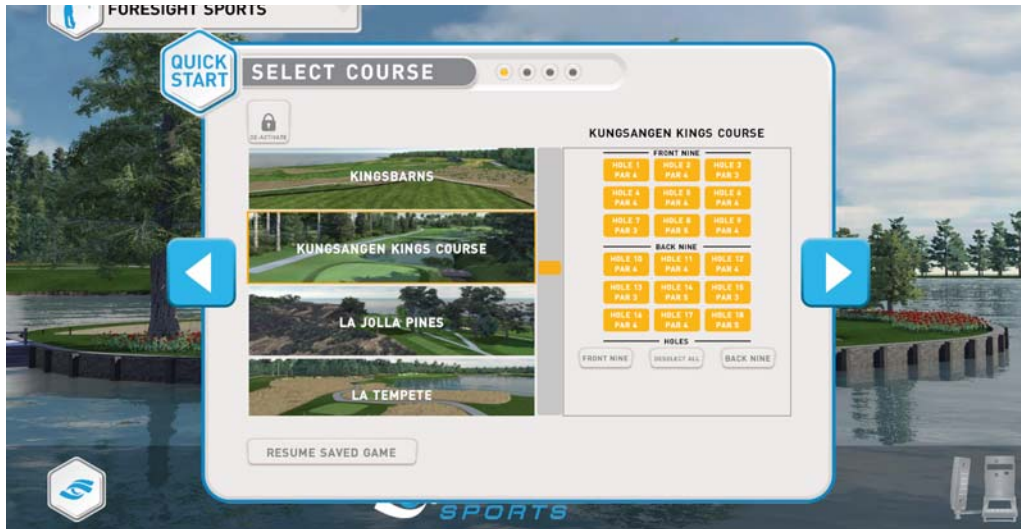 FORESIGHT SPORTS
QUICK
START
SELECT COURSE
DE-ACTIVATE
KUNGSANGEN KINGS COURSE
KINGSBARNS
KUNGSANGEN KINGS COURSE
LA JOLLA PINES
LA TEMPETE
FRONT NINE
HOLE 1 HOLE 2 HOLE 3
PAR 4 PAR 4 PAR 3
HOLE 4 HOLE 5 HOLE 6
PAR 4 PAR 4
HOLE 7 HOLE 8 HOLE 9
PAR 3 PAR 5 PAR 4
BACK NINE
HOLE 10 HOLE 11 HOLE 12
PAR 4 PAR 4 PAR 4
HOLE 13 HOLE 14 HOLE 15
PAR 3 PAR 5 PAR 3
HOLE 16 HOLE 17 HOLE 18
PAR 4 PAR 4 PAR 5
HOLES
FRONT NINE
DESELECT ALL
BACK NINE
RESUME SAVED GAME
SPORTS